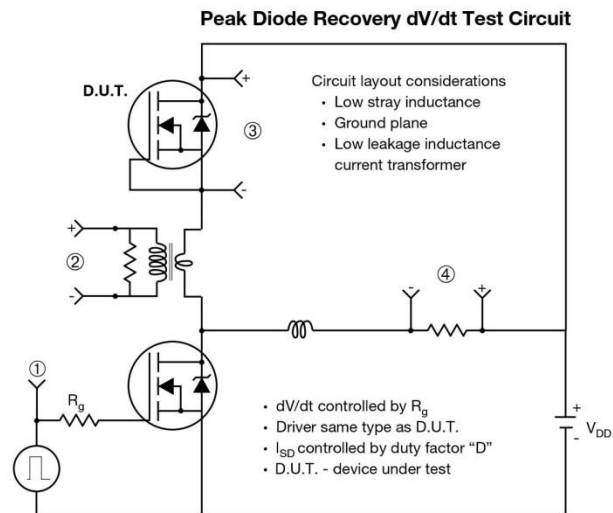 Peak Diode Recovery dV/dt Test Circuit
D.U.T.
+
-
③
Circuit layout considerations
• Low stray inductance
• Ground plane
• Low leakage inductance
current transformer
+
②
-
④
-
+
①
Rg
• dV/dt controlled by Rg
• Driver same type as D.U.T.
• ISD controlled by duty factor “D”
• D.U.T. - device under test
+
-
VDD